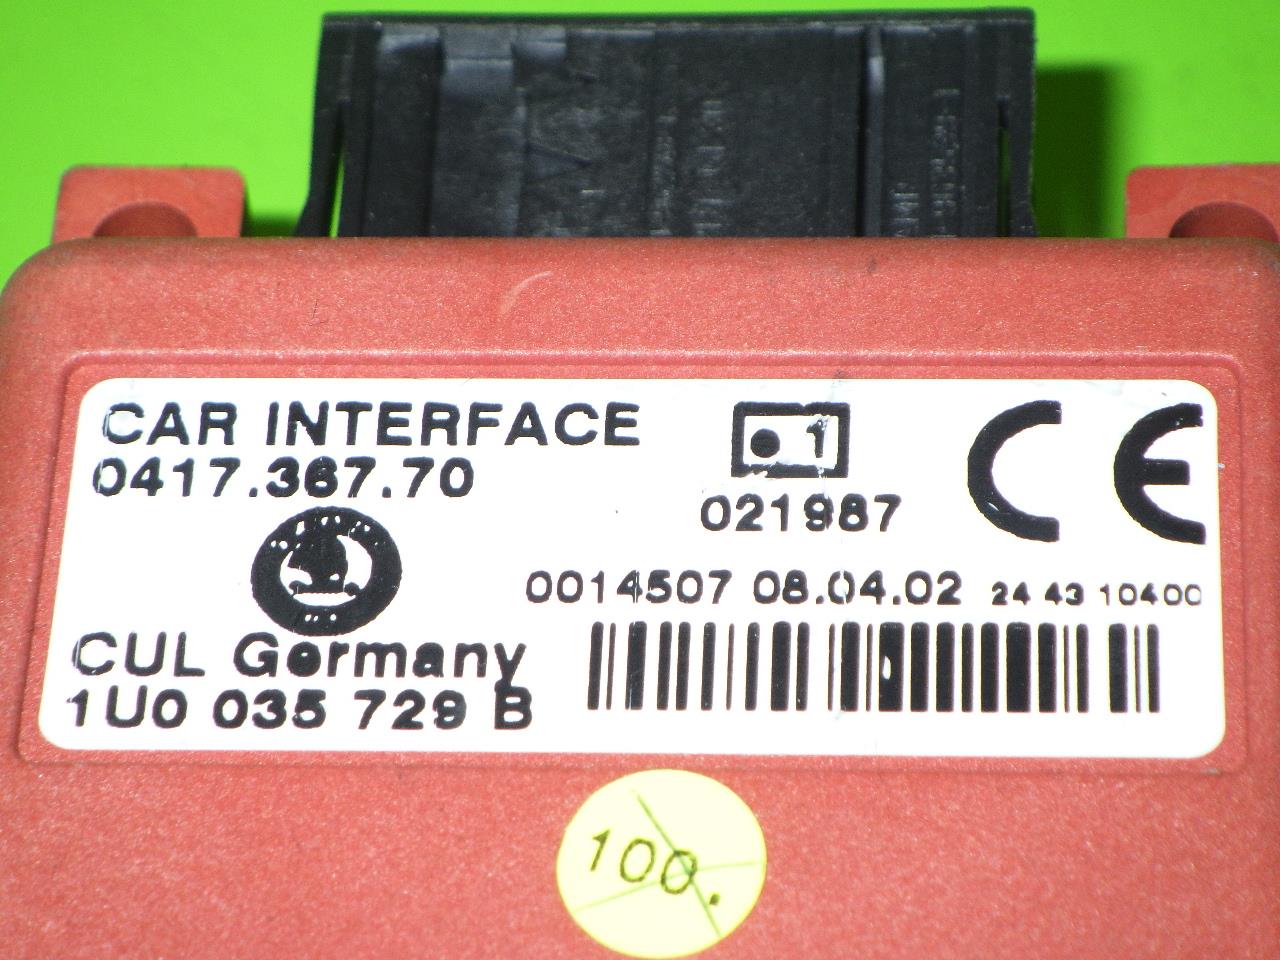 CAR INTERFACE
0417.367.70
1
021987
CE
0014507 08.04.02 24 43 10400
CUL Germany
1U0 035 729 B
100.